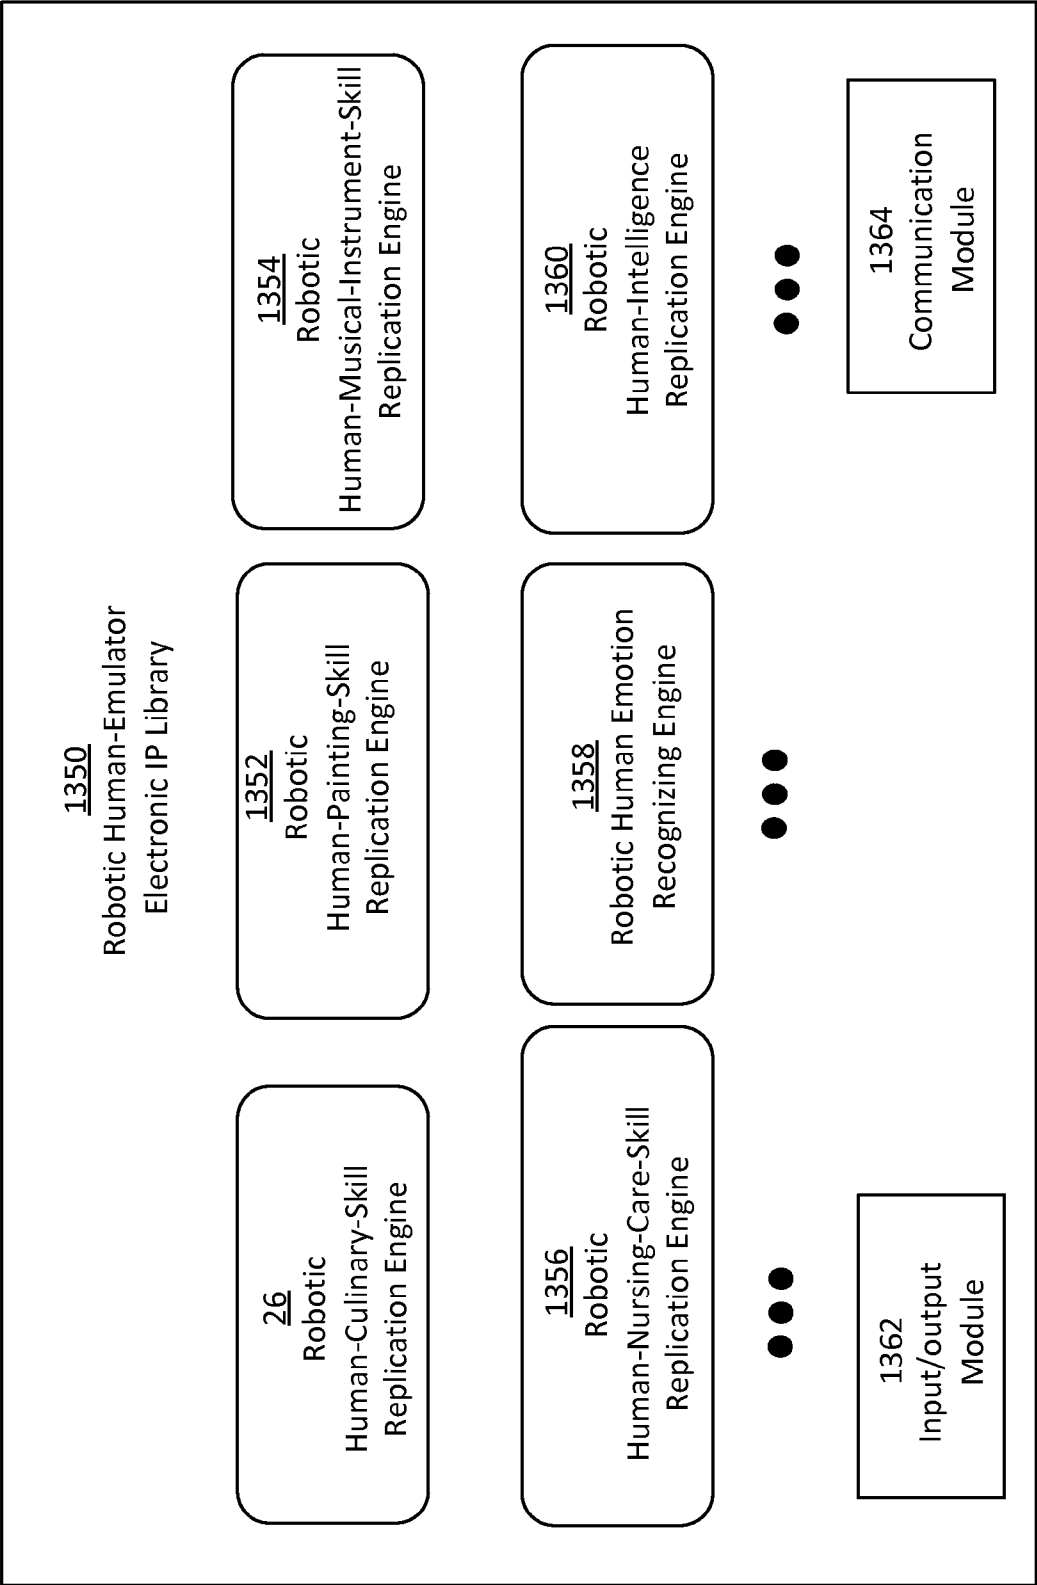 1350
Robotic Human-Emulator
Electronic IP Library
26
Robotic
Human-Culinary-Skill
Replication Engine
1352
Robotic
Human-Painting-Skill
Replication Engine
1354
Robotic
Human-Musical-Instrument-Skill
Replication Engine
1356
Robotic
Human-Nursing-Care-Skill
Replication Engine
1358
Robotic Human Emotion
Recognizing Engine
1360
Robotic
Human-Intelligence
Replication Engine
1362
Input/output
Module
1364
Communication
Module